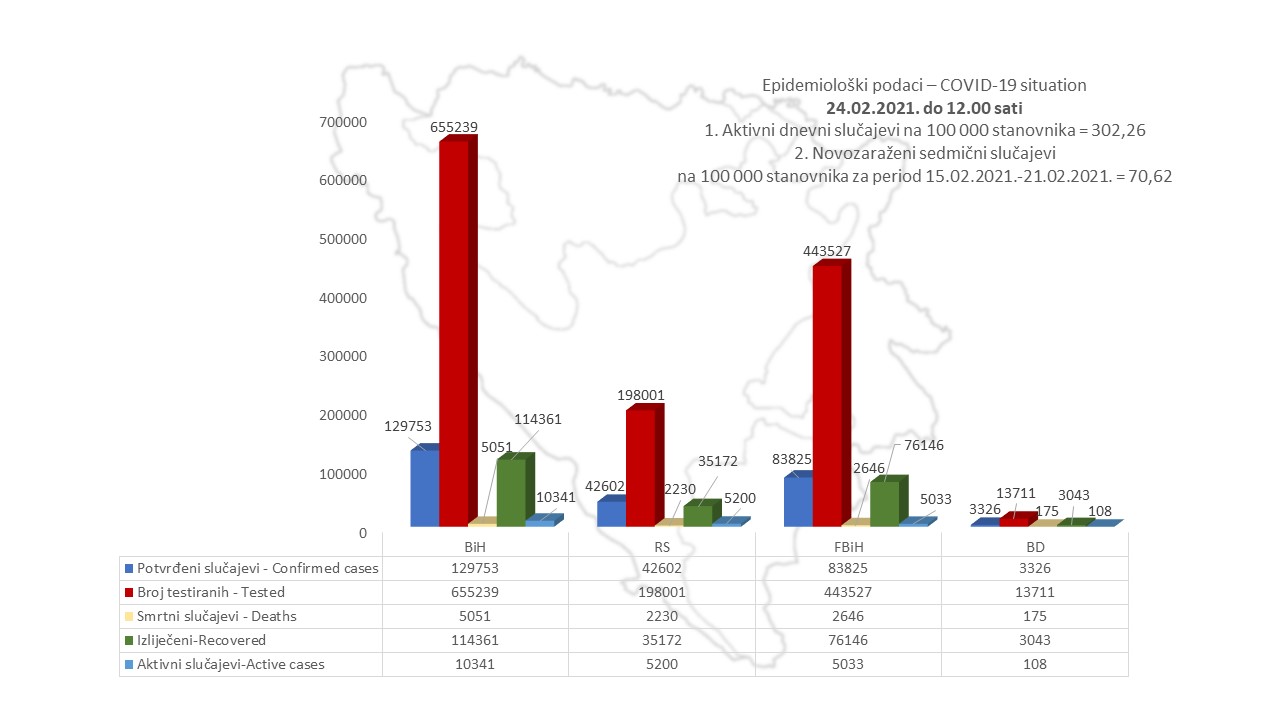 Epidemiološki podaci – COVID-19 situation
24.02.2021. do 12.00 sati
1. Aktivni dnevni slučajevi na 100 000 stanovnika = 302,26
2. Novozaraženi sedmični slučajevi
na 100 000 stanovnika za period 15.02.2021.-21.02.2021. = 70,62
700000
600000
500000
400000
300000
200000
100000
0
129753
655239
5051
114361
10341
42602
198001
2230
35172
5200
83825
443527
2646
76146
5033
3326
13711
175
3043
108
BiH RS FBiH BD
Potvrđeni slučajevi - Confirmed cases 129753 42602 83825 3326
Broj testiranih - Tested 655239 198001 443527 13711
Smrtni slučajevi - Deaths 5051 2230 2646 175
Izliječeni-Recovered 114361 35172 76146 3043
Aktivni slučajevi-Active cases 10341 5200 5033 108